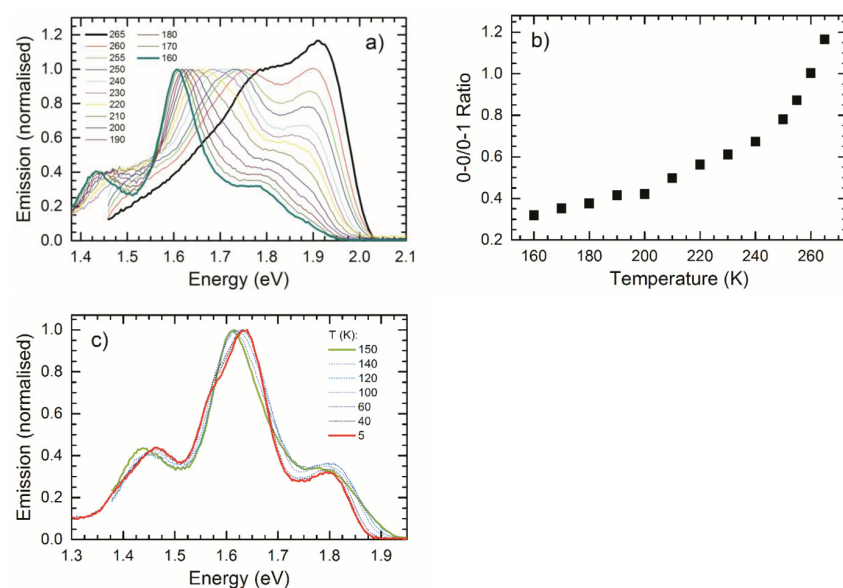 a)
Emission (normalised)
1.2
1.0
0.8
0.6
0.4
0.2
0.0
265 180
260 170
255 160
250
240
230
220
210
200
190
1.4 1.5 1.6 1.7 1.8 1.9 2.0 2.1
Energy (eV)
b)
0-0/0-1 Ratio
1.2
1.0
0.8
0.6
0.4
0.2
160 180 200 220 240 260
Temperature (K)
c)
Emission (normalised)
1.0
0.8
0.6
0.4
0.2
0.0
T (K):
150
140
120
100
60
40
5
1.3 1.4 1.5 1.6 1.7 1.8 1.9
Energy (eV)